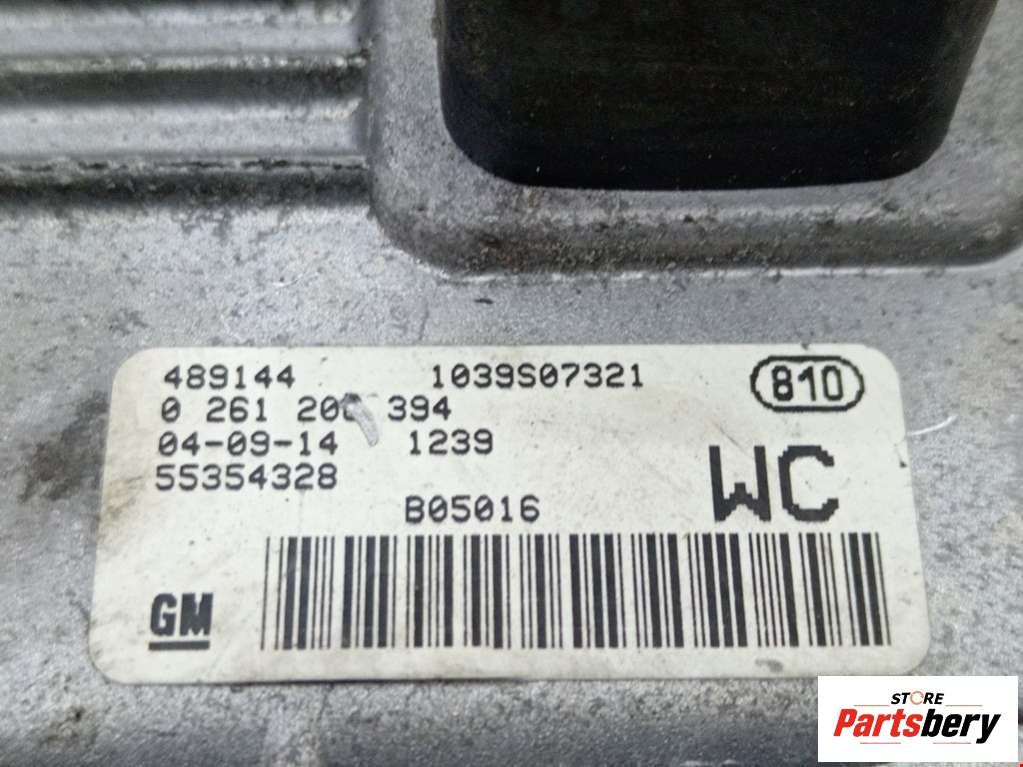 489144 1039S07321 810
0 261 394
04-09-14 1239
55354328
WC
B05016
GM
STORE
Partsbery